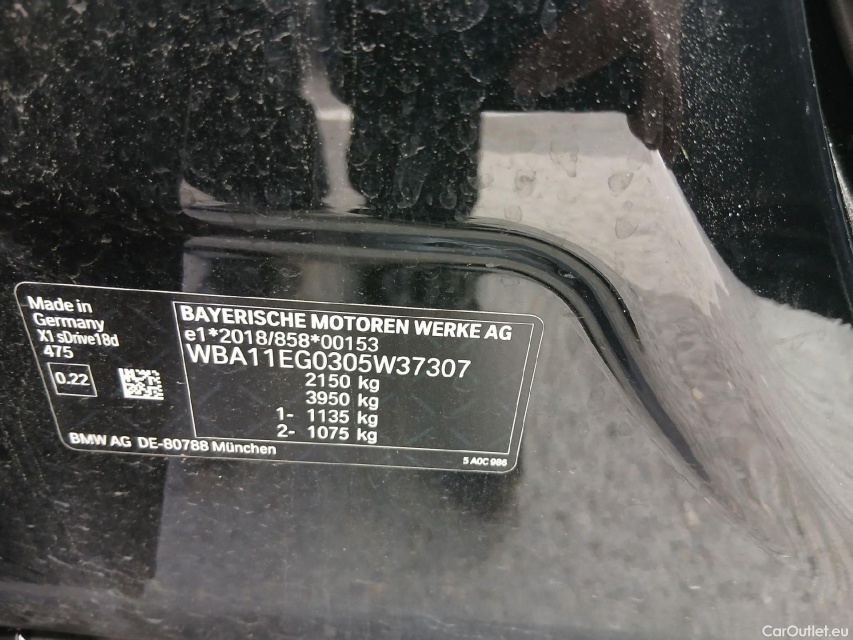 Made in
Germany
X1 sDrive18d
475
0.22
BAYERISCHE MOTOREN WERKE AG
e1*2018/858*00153
WBA11EG0305W37307
2150 kg
3950 kg
1- 1135 kg
2- 1075 kg
BMW AG DE-80788 München
5 A0C 986
CarOutlet.eu